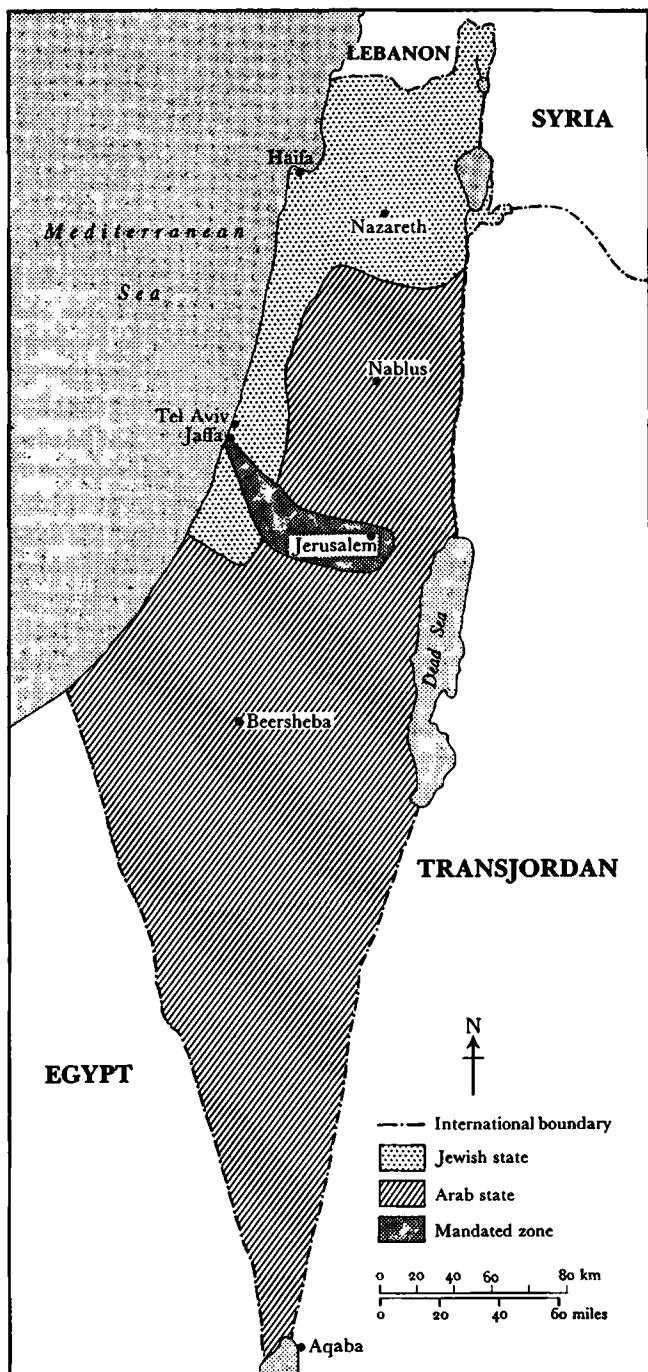 LEBANON
SYRIA
Haifa
Nazareth
Mediterranean
Sea
Nablus
Tel Aviv
Jaffa
Jerusalem
Dead Sea
Beersheba
TRANSJORDAN
N
EGYPT
International boundary
Jewish state
Arab state
Mandated zone
0 20 40 60 80 km
0 20 40 60 miles
Aqaba